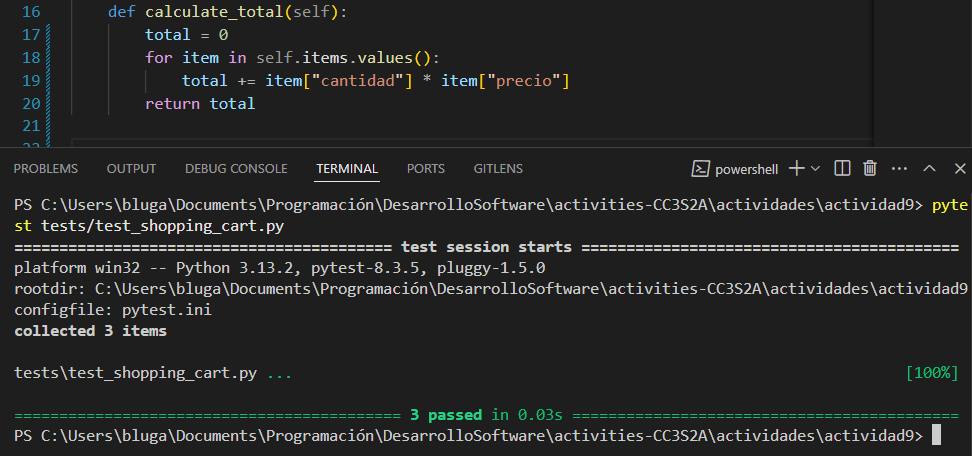 16 def calculate_total(self):
17 total = 0
18 for item in self.items.values():
19 total += item["cantidad"] * item["precio"]
20 return total
21
22
PROBLEMS OUTPUT DEBUG CONSOLE TERMINAL PORTS GITLENS powershell
PS C:\Users\bluga\Documents\Programación\DesarrolloSoftware\activities-CC3S2A\actividades\actividad9> pyte
st tests/test_shopping_cart.py
========================================== test session starts ==========================================
platform win32 -- Python 3.13.2, pytest-8.3.5, pluggy-1.5.0
rootdir: C:\Users\bluga\Documents\Programación\DesarrolloSoftware\activities-CC3S2A\actividades\actividad9
configfile: pytest.ini
collected 3 items
tests\test_shopping_cart.py ... [100%]
=========================================== 3 passed in 0.03s ===========================================
PS C:\Users\bluga\Documents\Programación\DesarrolloSoftware\activities-CC3S2A\actividades\actividad9>